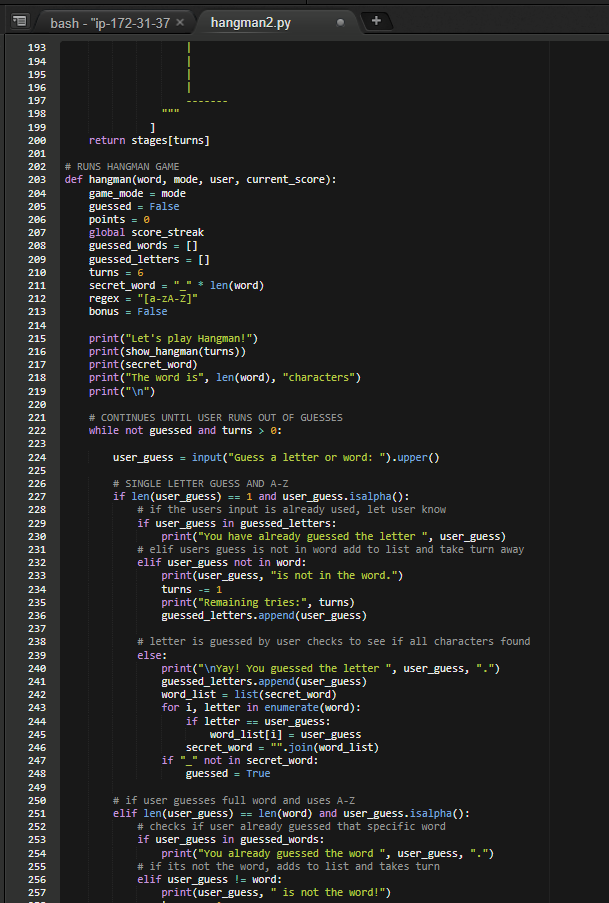 bash - "ip-172-31-37 × hangman2.py +
193 |
194 |
195 |
196 |
197 -------
198 """
199 ]
200 return stages[turns]
201
202 # RUNS HANGMAN GAME
203 def hangman(word, mode, user, current_score):
204 game_mode = mode
205 guessed = False
206 points = 0
207 global score_streak
208 guessed_words = []
209 guessed_letters = []
210 turns = 6
211 secret_word = "_" * len(word)
212 regex = "[a-zA-Z]"
213 bonus = False
214
215 print("Let's play Hangman!")
216 print(show_hangman(turns))
217 print(secret_word)
218 print("The word is", len(word), "characters")
219 print("\n")
220
221 # CONTINUES UNTIL USER RUNS OUT OF GUESSES
222 while not guessed and turns > 0:
223
224 user_guess = input("Guess a letter or word: ").upper()
225
226 # SINGLE LETTER GUESS AND A-Z
227 if len(user_guess) == 1 and user_guess.isalpha():
228 # if the users input is already used, let user know
229 if user_guess in guessed_letters:
230 print("You have already guessed the letter ", user_guess)
231 # elif users guess is not in word add to list and take turn away
232 elif user_guess not in word:
233 print(user_guess, "is not in the word.")
234 turns -= 1
235 print("Remaining tries:", turns)
236 guessed_letters.append(user_guess)
237
238 # letter is guessed by user checks to see if all characters found
239 else:
240 print("\nYay! You guessed the letter ", user_guess, ".")
241 guessed_letters.append(user_guess)
242 word_list = list(secret_word)
243 for i, letter in enumerate(word):
244 if letter == user_guess:
245 word_list[i] = user_guess
246 secret_word = "".join(word_list)
247 if "_" not in secret_word:
248 guessed = True
249
250 # if user guesses full word and uses A-Z
251 elif len(user_guess) == len(word) and user_guess.isalpha():
252 # checks if user already guessed that specific word
253 if user_guess in guessed_words:
254 print("You already guessed the word ", user_guess, ".")
255 # if its not the word, adds to list and takes turn
256 elif user_guess != word:
257 print(user_guess, " is not the word!")